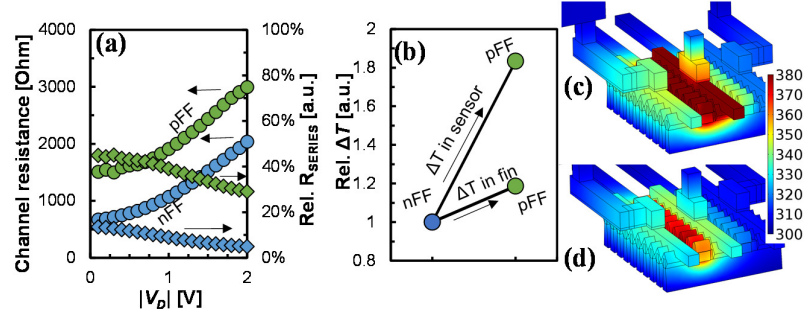 (a)
Channel resistance [Ohm]
4000
3000
2000
1000
0
pFF
nFF
100%
80%
60%
40%
20%
0%
Rel. R_SERIES [a.u.]
0
1
2
|V_D| [V]
(b)
Rel. ΔT [a.u.]
2
1.8
1.6
1.4
1.2
1
0.8
pFF
ΔT in sensor
nFF
ΔT in fin
pFF
(c)
380
370
360
350
340
330
320
310
300
(d)